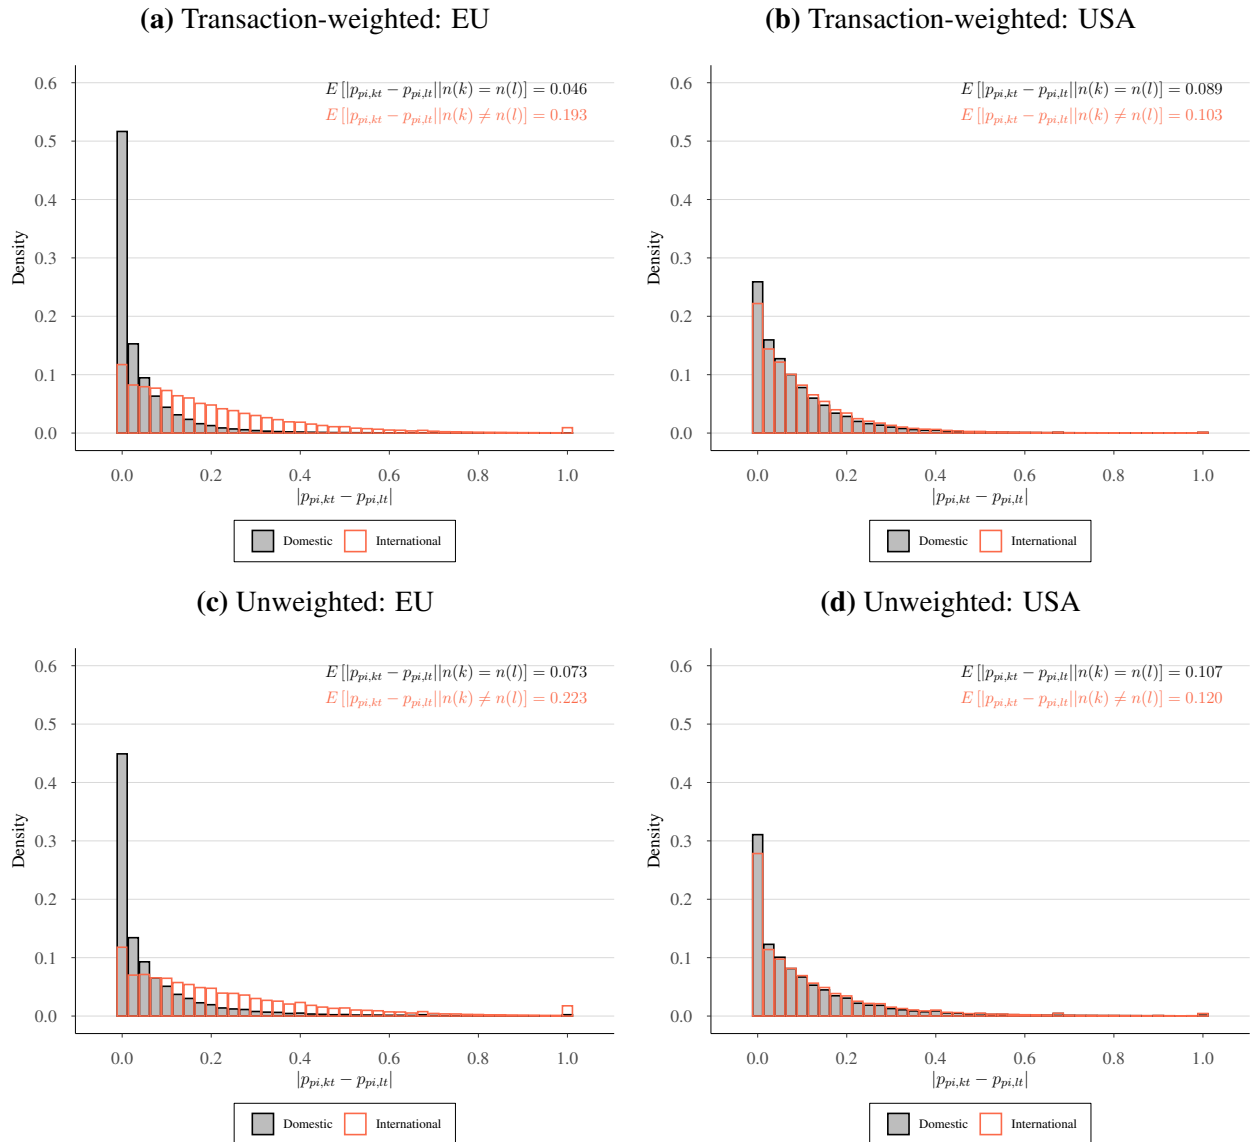 (a) Transaction-weighted: EU
E [|p_{pi,kt} − p_{pi,lt}||n(k) = n(l)] = 0.046
E [|p_{pi,kt} − p_{pi,lt}||n(k) ≠ n(l)] = 0.193
0.6
0.5
0.4
0.3
0.2
0.1
0.0
Density
0.0 0.2 0.4 0.6 0.8 1.0
|p_{pi,kt} − p_{pi,lt}|
Domestic International
(b) Transaction-weighted: USA
E [|p_{pi,kt} − p_{pi,lt}||n(k) = n(l)] = 0.089
E [|p_{pi,kt} − p_{pi,lt}||n(k) ≠ n(l)] = 0.103
0.6
0.5
0.4
0.3
0.2
0.1
0.0
Density
0.0 0.2 0.4 0.6 0.8 1.0
|p_{pi,kt} − p_{pi,lt}|
Domestic International
(c) Unweighted: EU
E [|p_{pi,kt} − p_{pi,lt}||n(k) = n(l)] = 0.073
E [|p_{pi,kt} − p_{pi,lt}||n(k) ≠ n(l)] = 0.223
0.6
0.5
0.4
0.3
0.2
0.1
0.0
Density
0.0 0.2 0.4 0.6 0.8 1.0
|p_{pi,kt} − p_{pi,lt}|
Domestic International
(d) Unweighted: USA
E [|p_{pi,kt} − p_{pi,lt}||n(k) = n(l)] = 0.107
E [|p_{pi,kt} − p_{pi,lt}||n(k) ≠ n(l)] = 0.120
0.6
0.5
0.4
0.3
0.2
0.1
0.0
Density
0.0 0.2 0.4 0.6 0.8 1.0
|p_{pi,kt} − p_{pi,lt}|
Domestic International